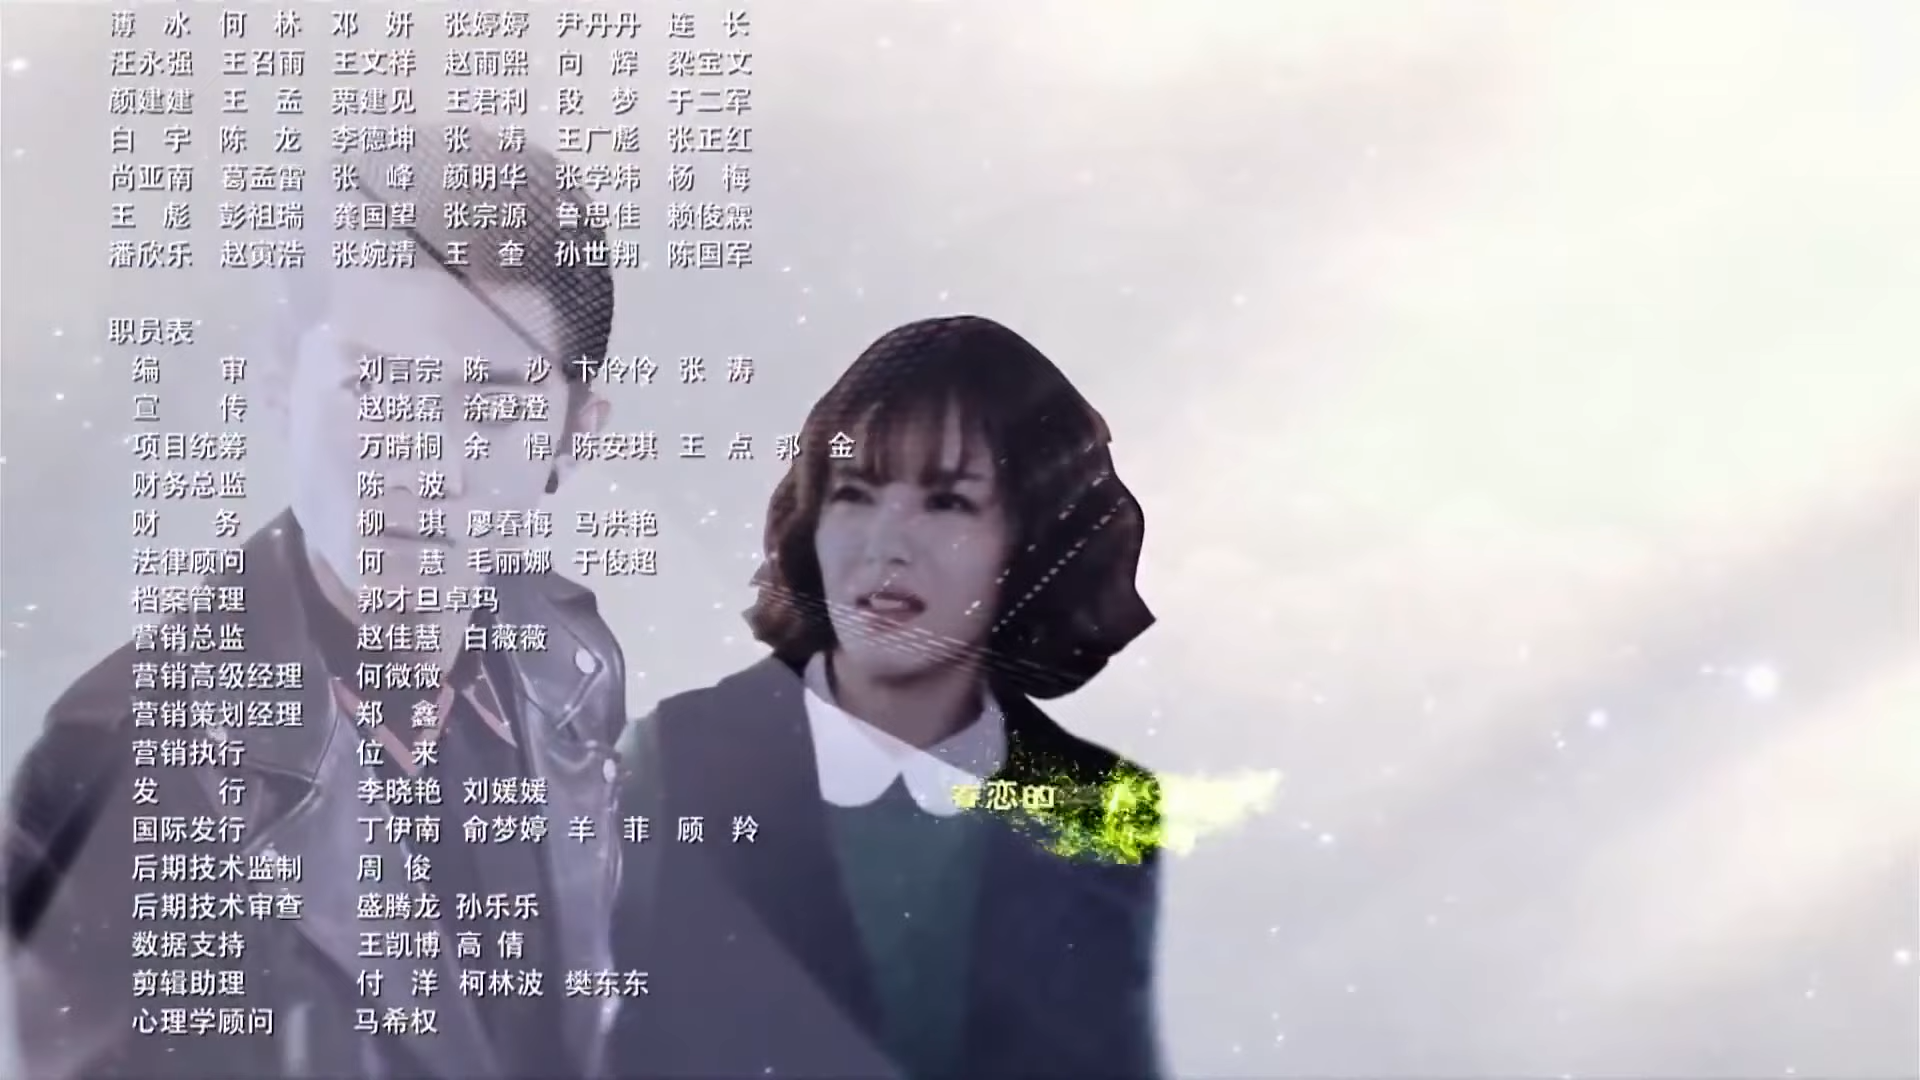 薄冰 何林 邓妍 张婷婷 尹丹丹 连长
汪永强 王召雨 王文祥 赵雨熙 向辉 梁宝文
颜建建 王孟 栗建见 王君利 段梦 于二军
白宇 陈龙 李德坤 张涛 王广彪 张正红
尚亚南 葛孟雷 张峰 颜明华 张学炜 杨梅
王彪 彭祖瑞 龚国望 张宗源 鲁思佳 赖俊霖
潘欣乐 赵寅浩 张婉清 王奎 孙世翔 陈国军
职员表
编审 刘言宗 陈沙 卞伶伶 张涛
宣传 赵晓磊 涂澄澄
项目统筹 万晴桐 余悍 陈安琪 王点 郭金
财务总监 陈波
财务 柳琪 廖春梅 马洪艳
法律顾问 何慧 毛丽娜 于俊超
档案管理 郭才旦卓玛
营销总监 赵佳慧 白薇薇
营销高级经理 何微微
营销策划经理 郑鑫
营销执行 位来
发行 李晓艳 刘媛媛
国际发行 丁伊南 俞梦婷 羊菲 顾羚
后期技术监制 周俊
后期技术审查 盛腾龙 孙乐乐
数据支持 王凯博 高倩
剪辑助理 付洋 柯林波 樊东东
心理学顾问 马希权
恋的